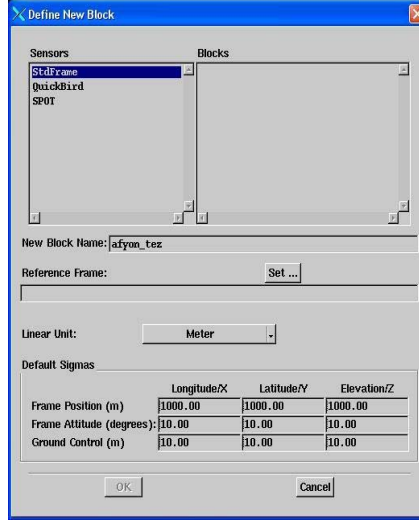 Define New Block
Sensors Blocks
StdFrame
QuickBird
SPOT
New Block Name: afyon_tez
Reference Frame: Set ...
Linear Unit: Meter
Default Sigmas
Longitude/X Latitude/Y Elevation/Z
Frame Position (m) 1000.00 1000.00 1000.00
Frame Attitude (degrees): 10.00 10.00 10.00
Ground Control (m) 10.00 10.00 10.00
OK Cancel